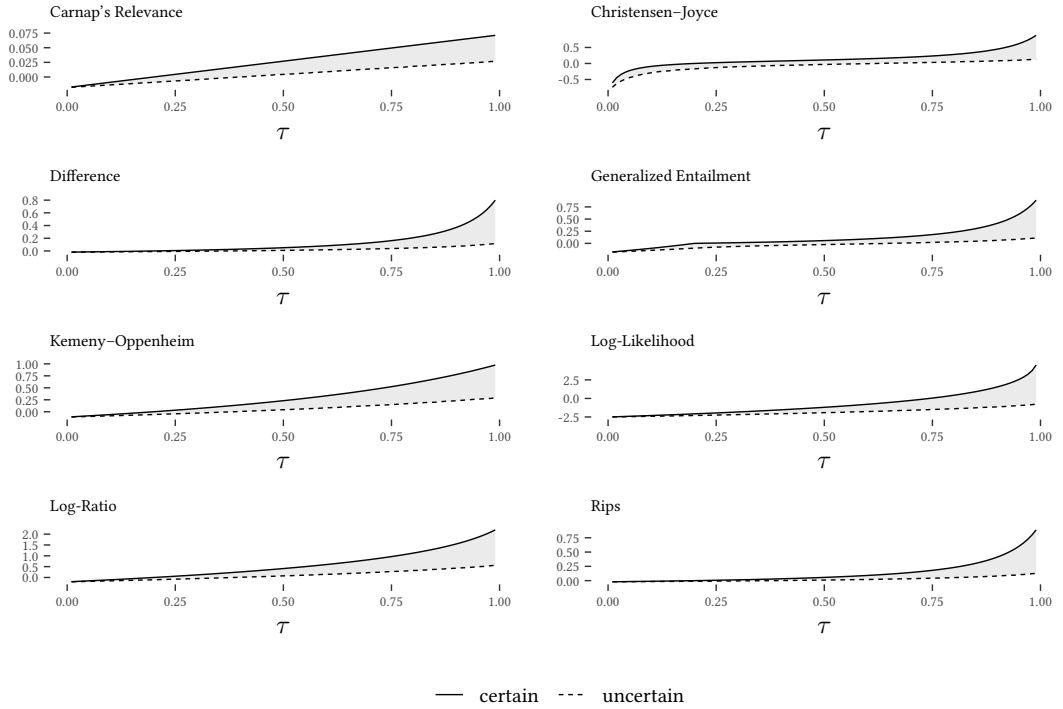 Carnap's Relevance
0.075
0.050
0.025
0.000
0.00 0.25 0.50 0.75 1.00
τ
Christensen–Joyce
0.5
0.0
-0.5
0.00 0.25 0.50 0.75 1.00
τ
Difference
0.8
0.6
0.4
0.2
0.0
0.00 0.25 0.50 0.75 1.00
τ
Generalized Entailment
0.75
0.50
0.25
0.00
0.00 0.25 0.50 0.75 1.00
τ
Kemeny–Oppenheim
1.00
0.75
0.50
0.25
0.00
0.00 0.25 0.50 0.75 1.00
τ
Log-Likelihood
2.5
0.0
-2.5
0.00 0.25 0.50 0.75 1.00
τ
Log-Ratio
2.0
1.5
1.0
0.5
0.0
0.00 0.25 0.50 0.75 1.00
τ
Rips
0.75
0.50
0.25
0.00
0.00 0.25 0.50 0.75 1.00
τ
certain uncertain